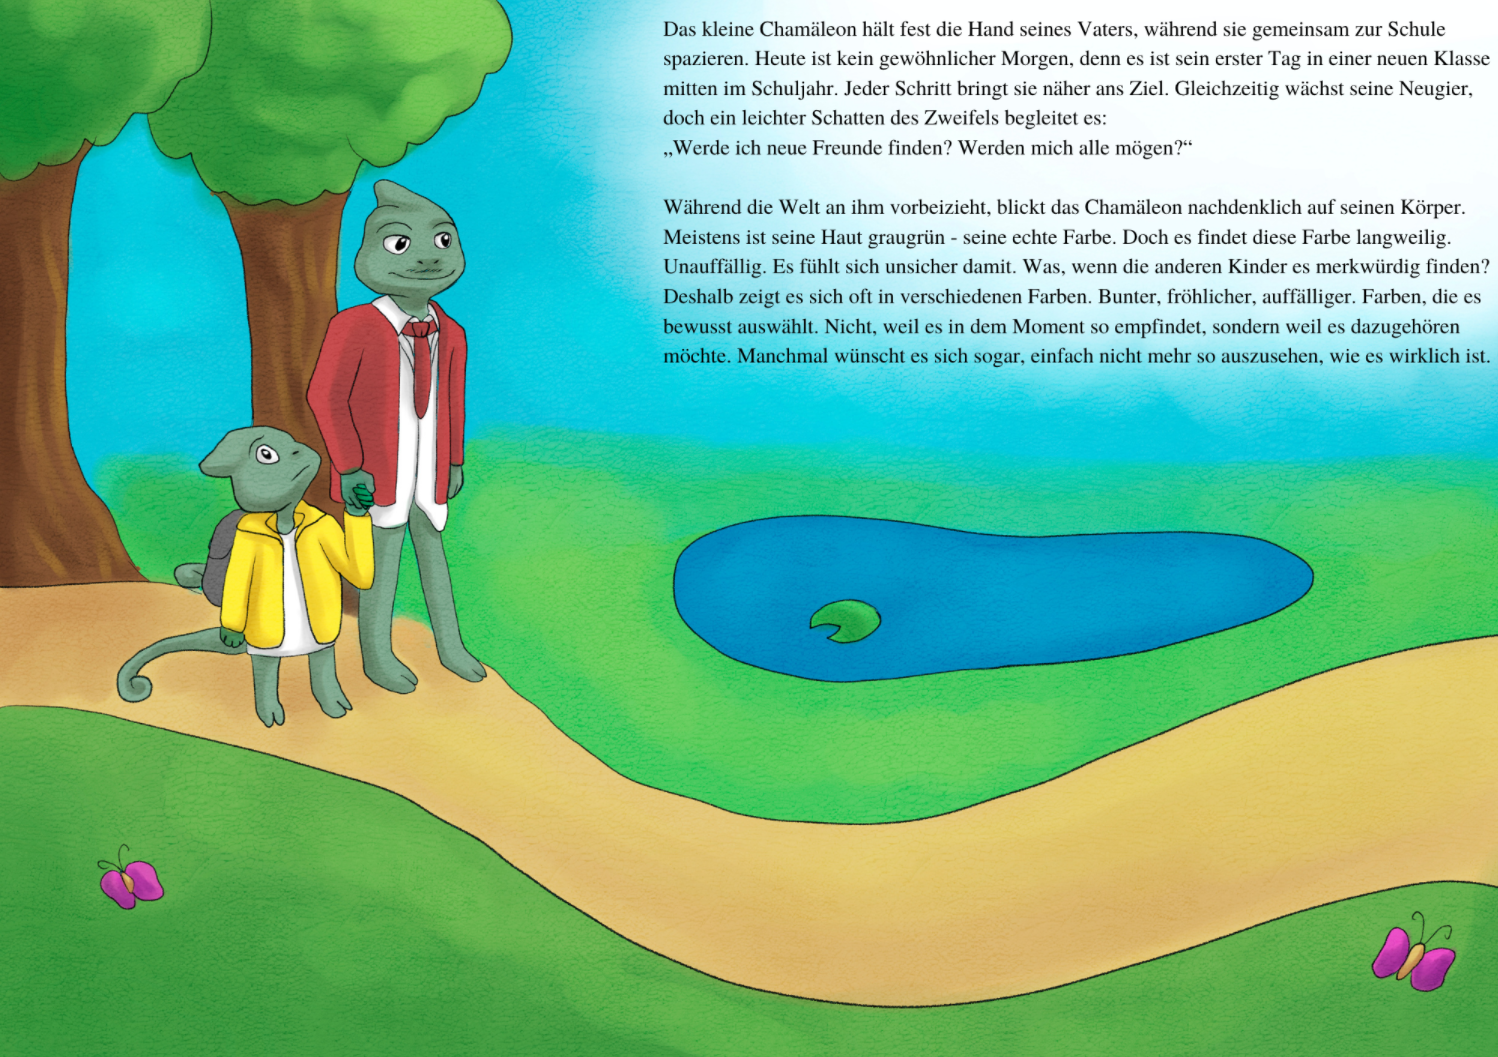 Das kleine Chamäleon hält fest die Hand seines Vaters, während sie gemeinsam zur Schule
spazieren. Heute ist kein gewöhnlicher Morgen, denn es ist sein erster Tag in einer neuen Klasse
mitten im Schuljahr. Jeder Schritt bringt sie näher ans Ziel. Gleichzeitig wächst seine Neugier,
doch ein leichter Schatten des Zweifels begleitet es:
„Werde ich neue Freunde finden? Werden mich alle mögen?“
Während die Welt an ihm vorbeizieht, blickt das Chamäleon nachdenklich auf seinen Körper.
Meistens ist seine Haut graugrün - seine echte Farbe. Doch es findet diese Farbe langweilig.
Unauffällig. Es fühlt sich unsicher damit. Was, wenn die anderen Kinder es merkwürdig finden?
Deshalb zeigt es sich oft in verschiedenen Farben. Bunter, fröhlicher, auffälliger. Farben, die es
bewusst auswählt. Nicht, weil es in dem Moment so empfindet, sondern weil es dazugehören
möchte. Manchmal wünscht es sich sogar, einfach nicht mehr so auszusehen, wie es wirklich ist.